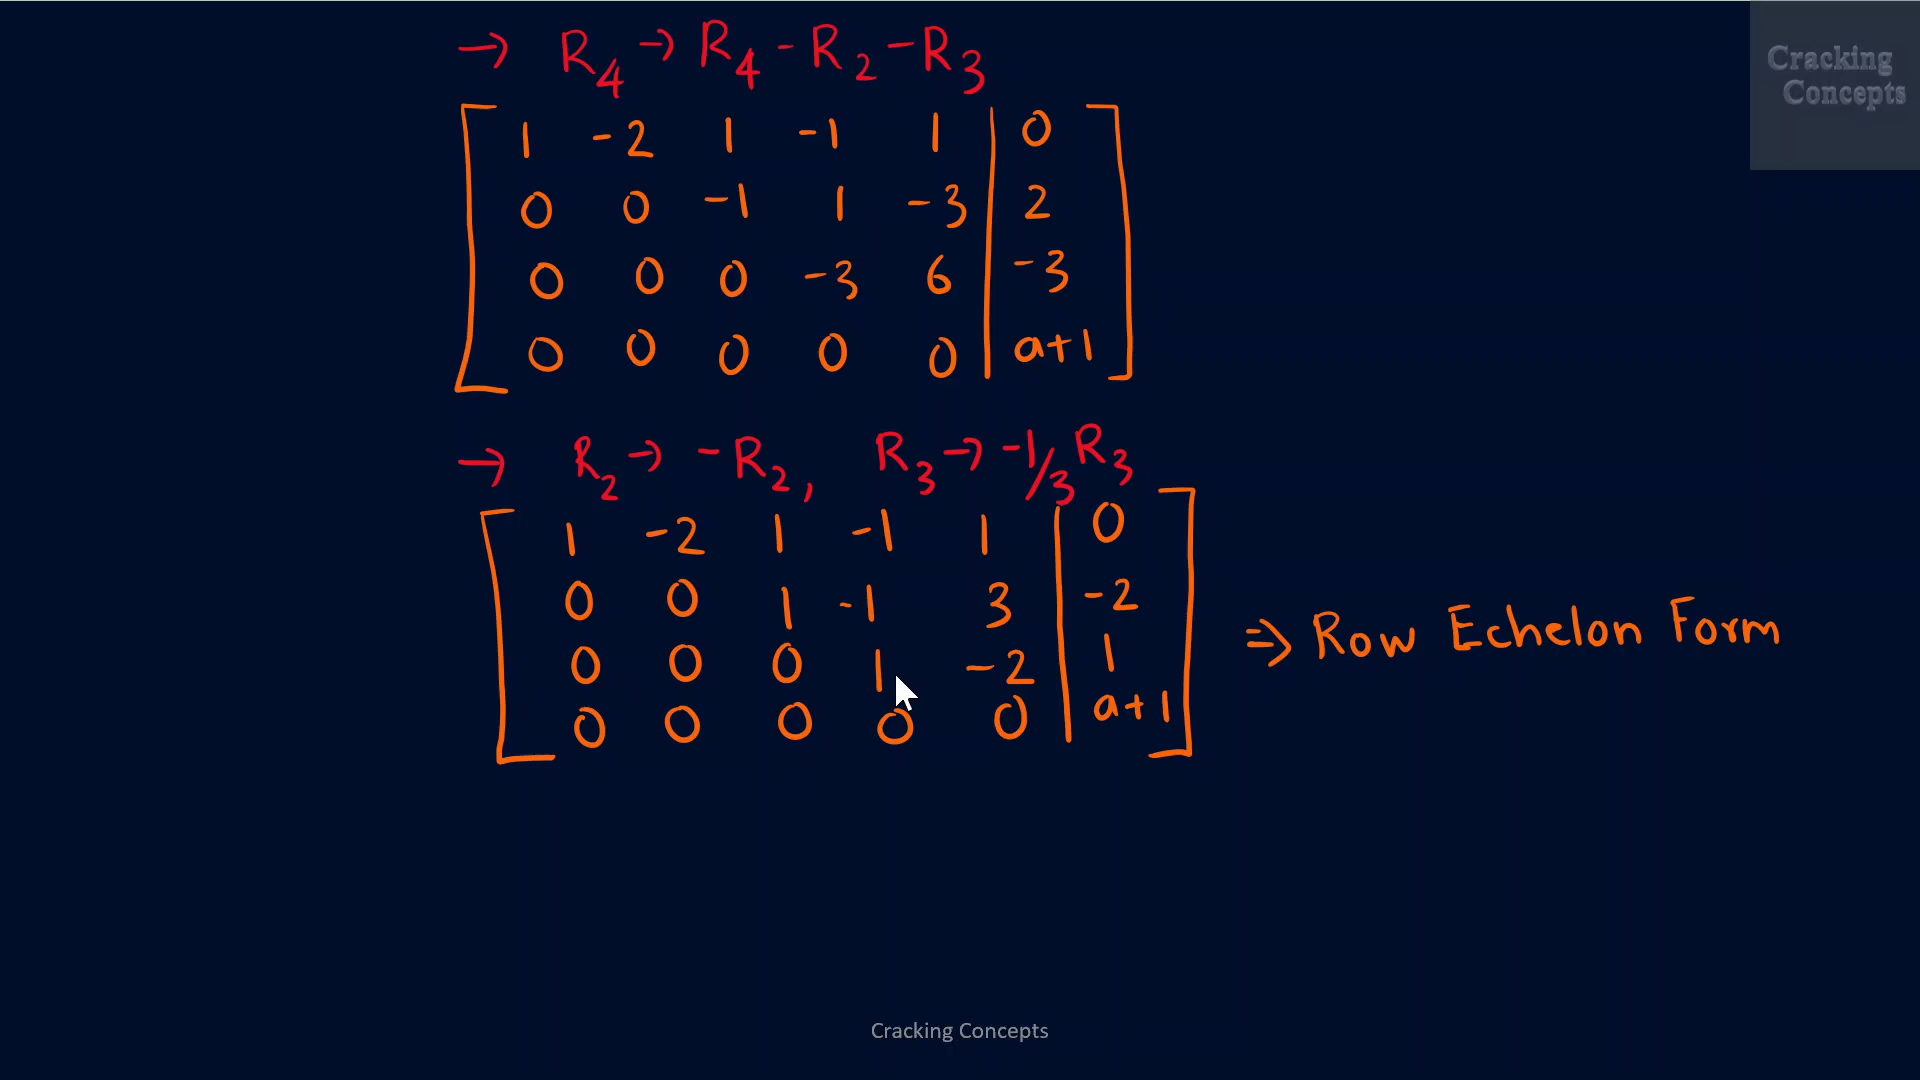 → R₄ → R₄ - R₂ - R₃
Cracking
Concepts
1 -2 1 -1 1 | 0
0 0 -1 1 -3 | 2
0 0 0 -3 6 | -3
0 0 0 0 0 | a+1
→ R₂ → -R₂, R₃ → -1/3 R₃
1 -2 1 -1 1 | 0
0 0 1 -1 3 | -2
0 0 0 1 -2 | 1
0 0 0 0 0 | a+1
⇒ Row Echelon Form
Cracking Concepts